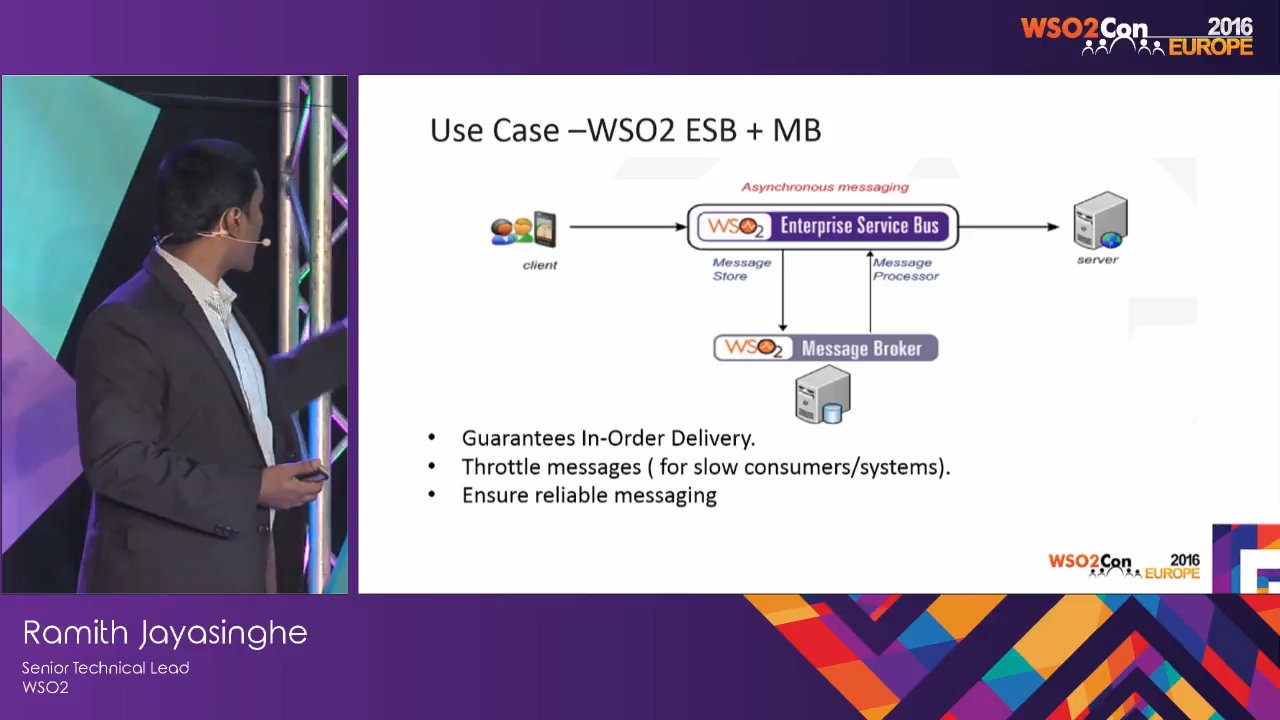 WSO2Con 2016
EUROPE
Use Case –WSO2 ESB + MB
Asynchronous messaging
WSO2 Enterprise Service Bus
client
Message
Store
Message
Processor
server
WSO2 Message Broker
• Guarantees In-Order Delivery.
• Throttle messages ( for slow consumers/systems).
• Ensure reliable messaging
WSO2Con 2016
EUROPE
Ramith Jayasinghe
Senior Technical Lead
WSO2